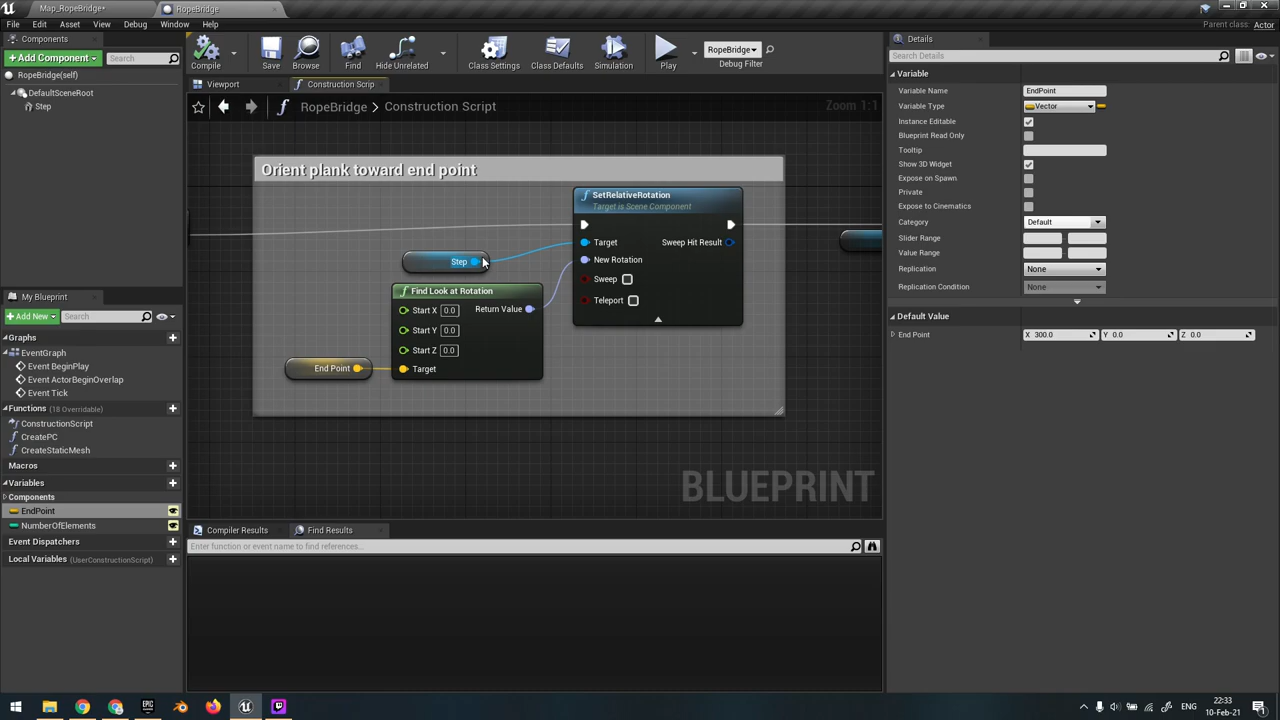 Map_RopeBridge*
RopeBridge
File Edit Asset View Debug Window Help
Parent class: Actor
Components
+ Add Component
Search
RopeBridge(self)
DefaultSceneRoot
Step
Compile
Save
Browse
Find
Hide Unrelated
Class Settings
Class Defaults
Simulation
Play
RopeBridge
Debug Filter
Viewport
Construction Scrip
RopeBridge > Construction Script
Zoom 1:1
Orient plank toward end point
SetRelativeRotation
Target is Scene Component
Target Sweep Hit Result
New Rotation
Sweep
Teleport
Step
Find Look at Rotation
Start X 0.0 Return Value
Start Y 0.0
Start Z 0.0
Target
End Point
BLUEPRINT
My Blueprint
+ Add New
Search
Graphs
EventGraph
Event BeginPlay
Event ActorBeginOverlap
Event Tick
Functions (18 Overridable)
ConstructionScript
CreatePC
CreateStaticMesh
Macros
Variables
Components
EndPoint
NumberOfElements
Event Dispatchers
Local Variables (UserConstructionScript)
Compiler Results
Find Results
Enter function or event name to find references...
Details
Search Details
Variable
Variable Name EndPoint
Variable Type Vector
Instance Editable
Blueprint Read Only
Tooltip
Show 3D Widget
Expose on Spawn
Private
Expose to Cinematics
Category Default
Slider Range
Value Range
Replication None
Replication Condition None
Default Value
End Point X 300.0 Y 0.0 Z 0.0
EPIC
ENG
22:33
10-Feb-21